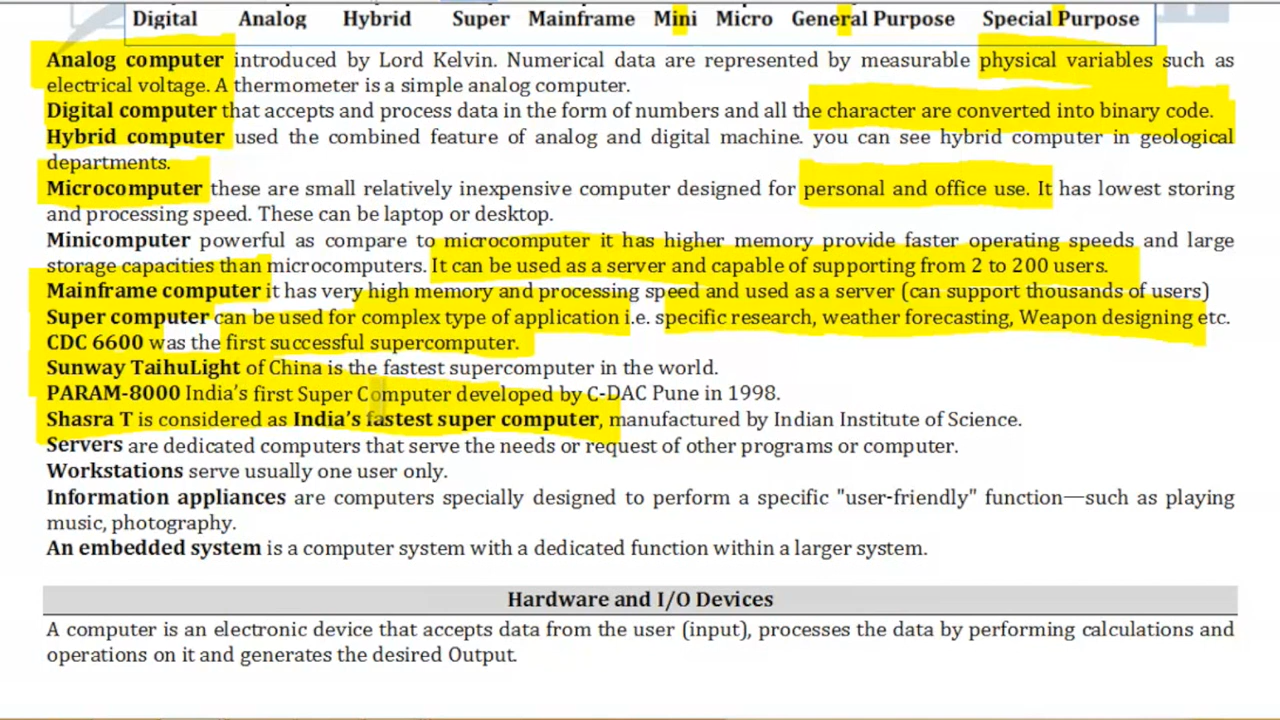 Digital Analog Hybrid Super Mainframe Mini Micro General Purpose Special Purpose
Analog computer introduced by Lord Kelvin. Numerical data are represented by measurable physical variables such as
electrical voltage. A thermometer is a simple analog computer.
Digital computer that accepts and process data in the form of numbers and all the character are converted into binary code.
Hybrid computer used the combined feature of analog and digital machine. you can see hybrid computer in geological
departments.
Microcomputer these are small relatively inexpensive computer designed for personal and office use. It has lowest storing
and processing speed. These can be laptop or desktop.
Minicomputer powerful as compare to microcomputer it has higher memory provide faster operating speeds and large
storage capacities than microcomputers. It can be used as a server and capable of supporting from 2 to 200 users.
Mainframe computer it has very high memory and processing speed and used as a server (can support thousands of users)
Super computer can be used for complex type of application i.e. specific research, weather forecasting, Weapon designing etc.
CDC 6600 was the first successful supercomputer.
Sunway TaihuLight of China is the fastest supercomputer in the world.
PARAM-8000 India's first Super Computer developed by C-DAC Pune in 1998.
Shasra T is considered as India's fastest super computer, manufactured by Indian Institute of Science.
Servers are dedicated computers that serve the needs or request of other programs or computer.
Workstations serve usually one user only.
Information appliances are computers specially designed to perform a specific "user-friendly" function—such as playing
music, photography.
An embedded system is a computer system with a dedicated function within a larger system.
Hardware and I/O Devices
A computer is an electronic device that accepts data from the user (input), processes the data by performing calculations and
operations on it and generates the desired Output.